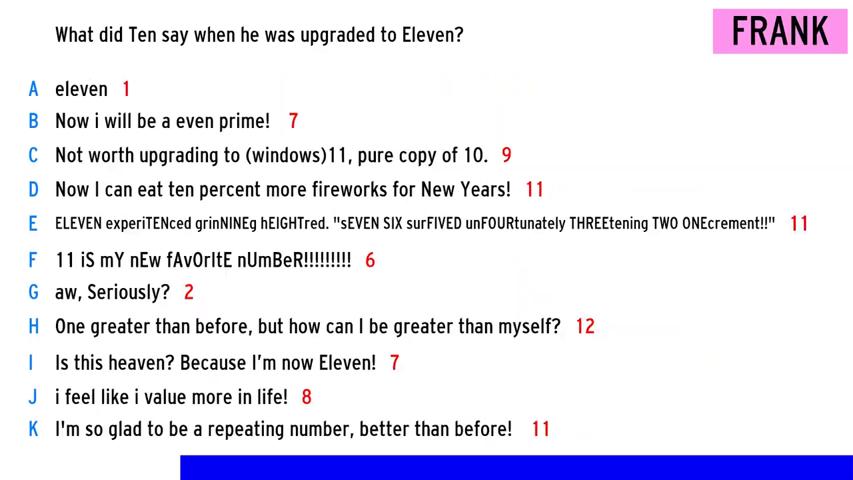 What did Ten say when he was upgraded to Eleven?
FRANK
A eleven 1
B Now i will be a even prime! 7
C Not worth upgrading to (windows)11, pure copy of 10. 9
D Now I can eat ten percent more fireworks for New Years! 11
E ELEVEN experiTENced grinNINEg hEIGHTred. "sEVEN SIX surFIVED unFOURtunately THREEtening TWO ONEcrement!!" 11
F 11 iS mY nEw fAvOrItE nUmBeR!!!!!!!!! 6
G aw, Seriously? 2
H One greater than before, but how can I be greater than myself? 12
I Is this heaven? Because I'm now Eleven! 7
J i feel like i value more in life! 8
K I'm so glad to be a repeating number, better than before! 11